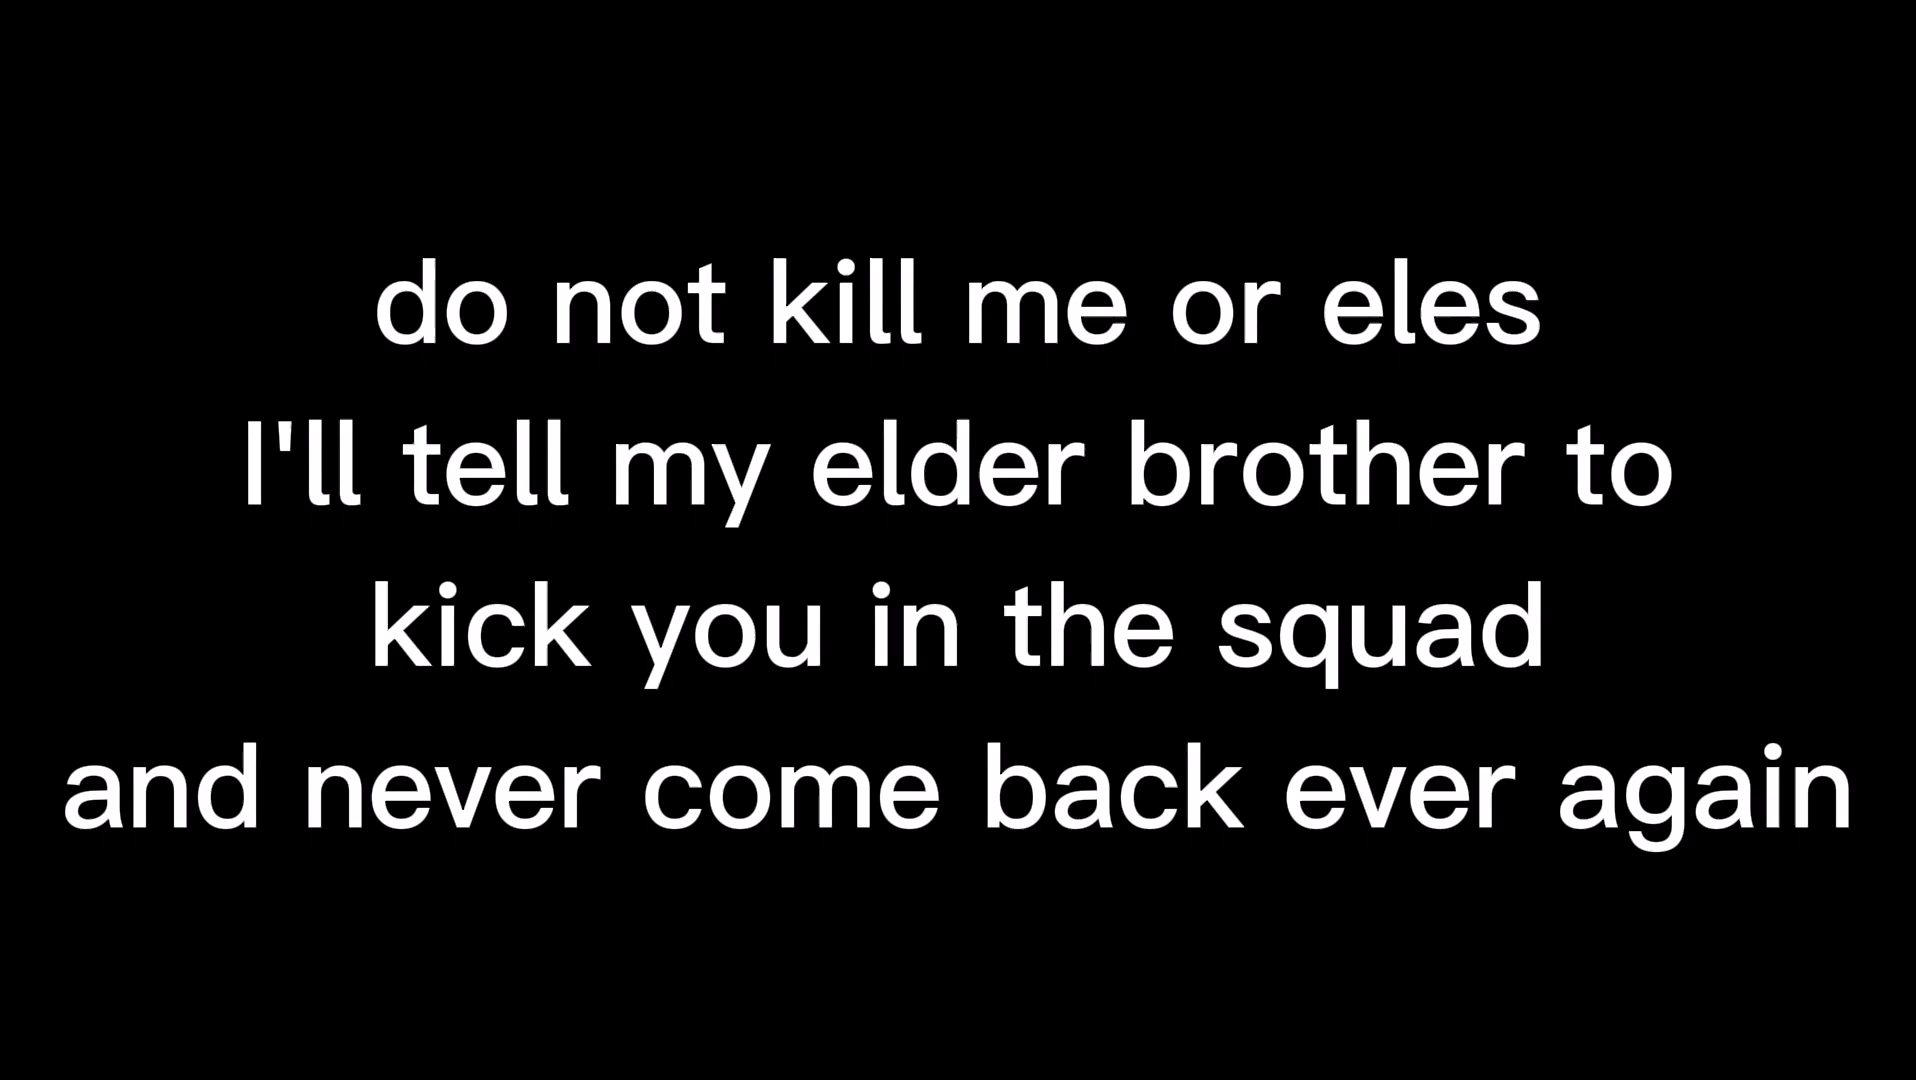 do not kill me or eles
I'll tell my elder brother to
kick you in the squad
and never come back ever again